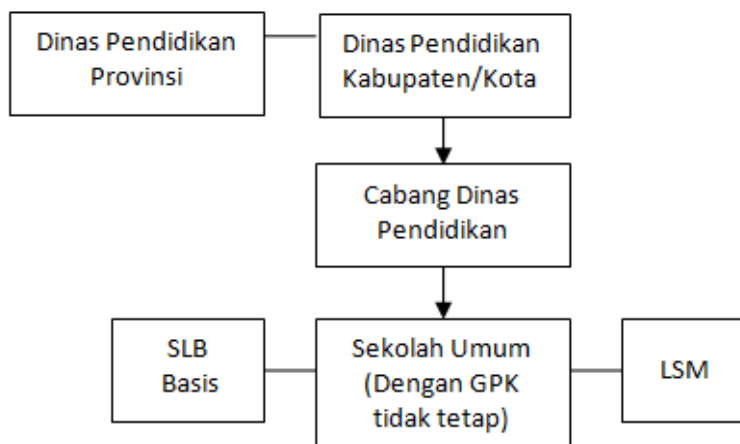 Dinas Pendidikan
Provinsi
Dinas Pendidikan
Kabupaten/Kota
Cabang Dinas
Pendidikan
SLB
Basis
Sekolah Umum
(Dengan GPK
tidak tetap)
LSM